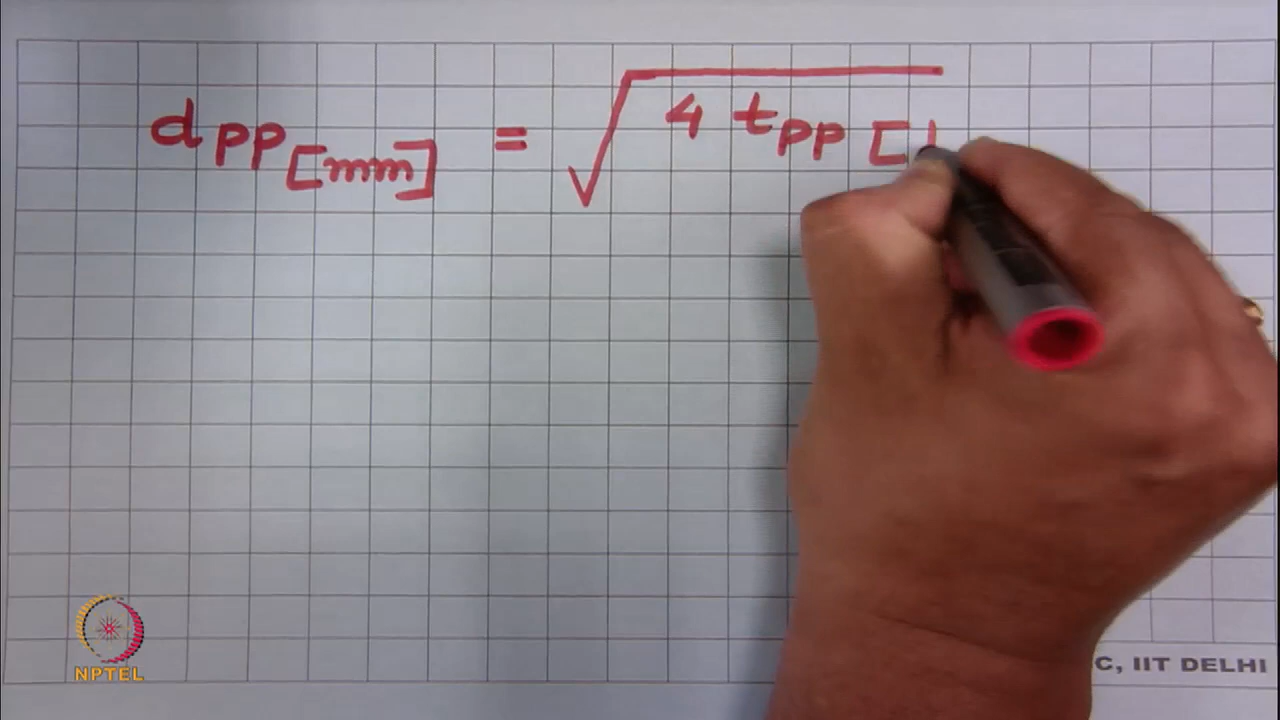 dpp[mm] = √4 tpp [
NPTEL
C, IIT DELHI